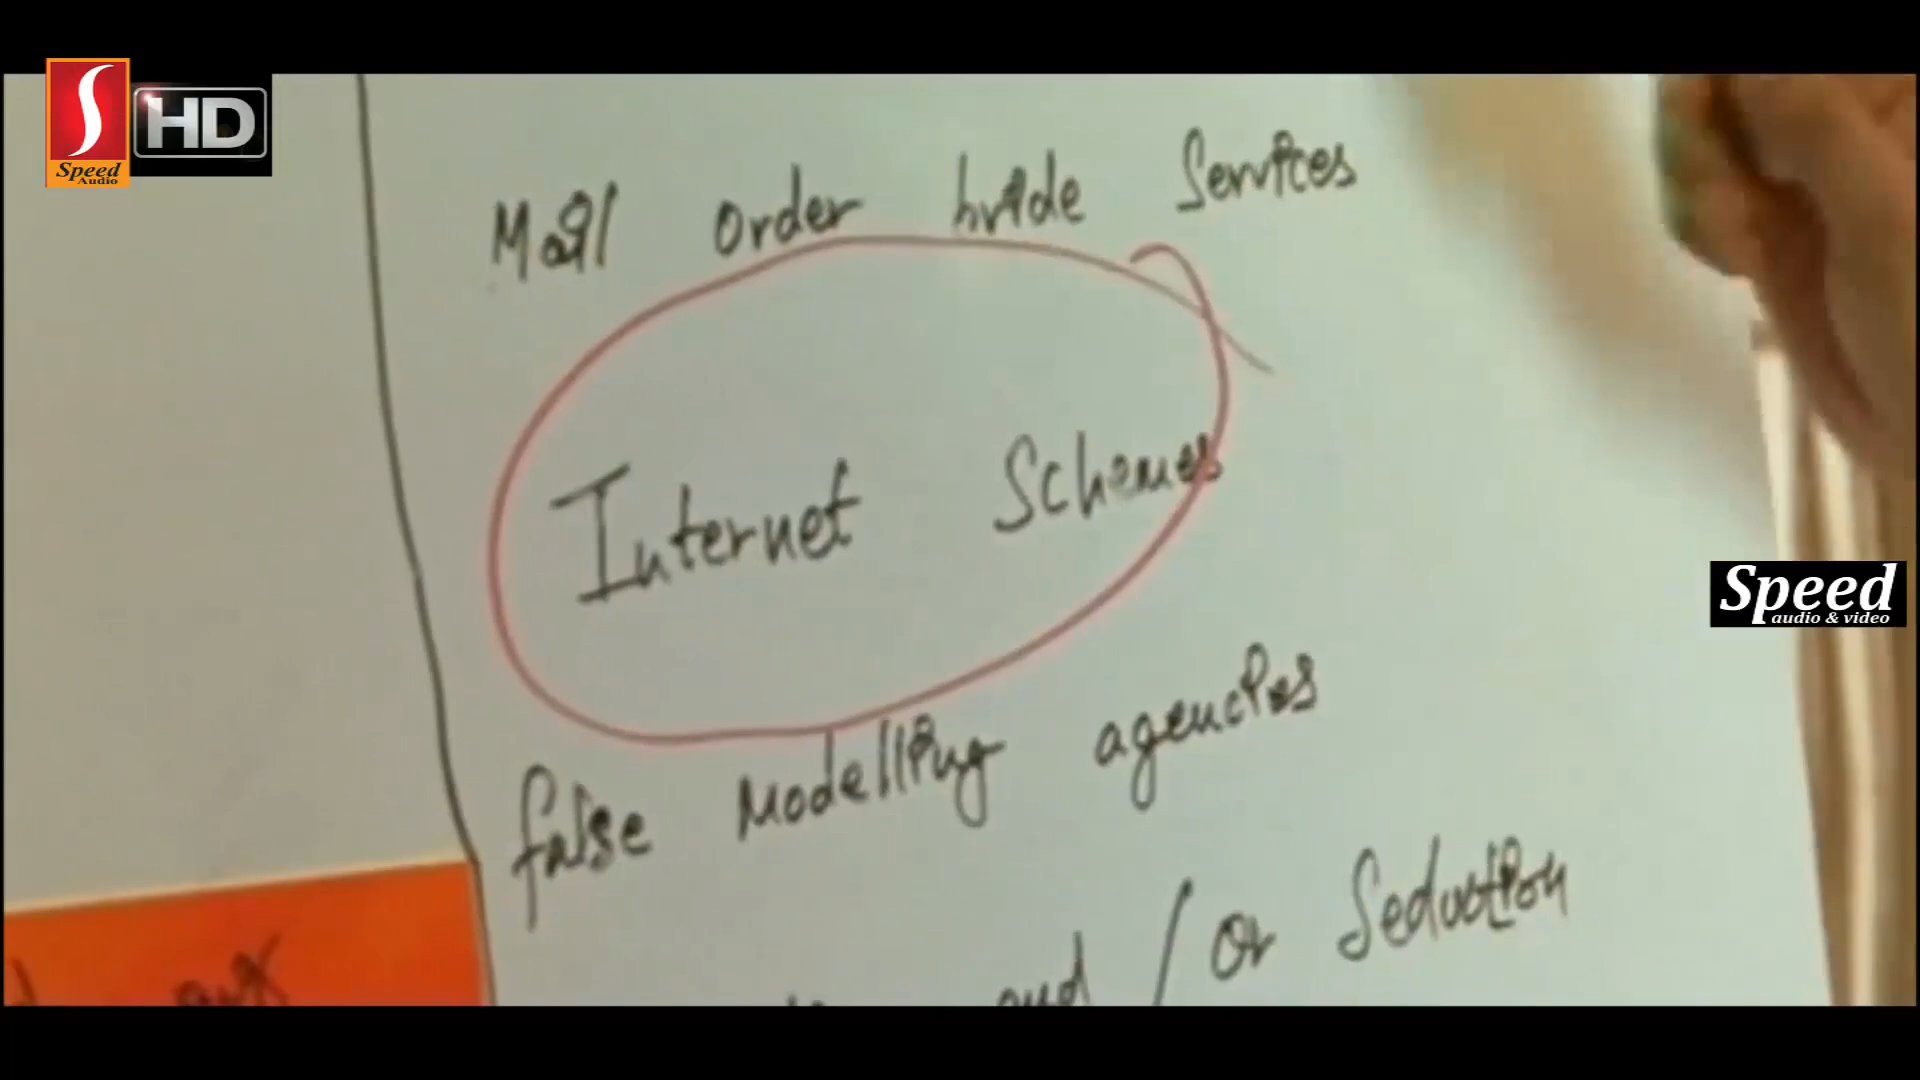 S
Speed
Audio
HD
Mail order bride services
Internet Schemes
false modelling agencies
and / or Seduction
Speed
audio & video